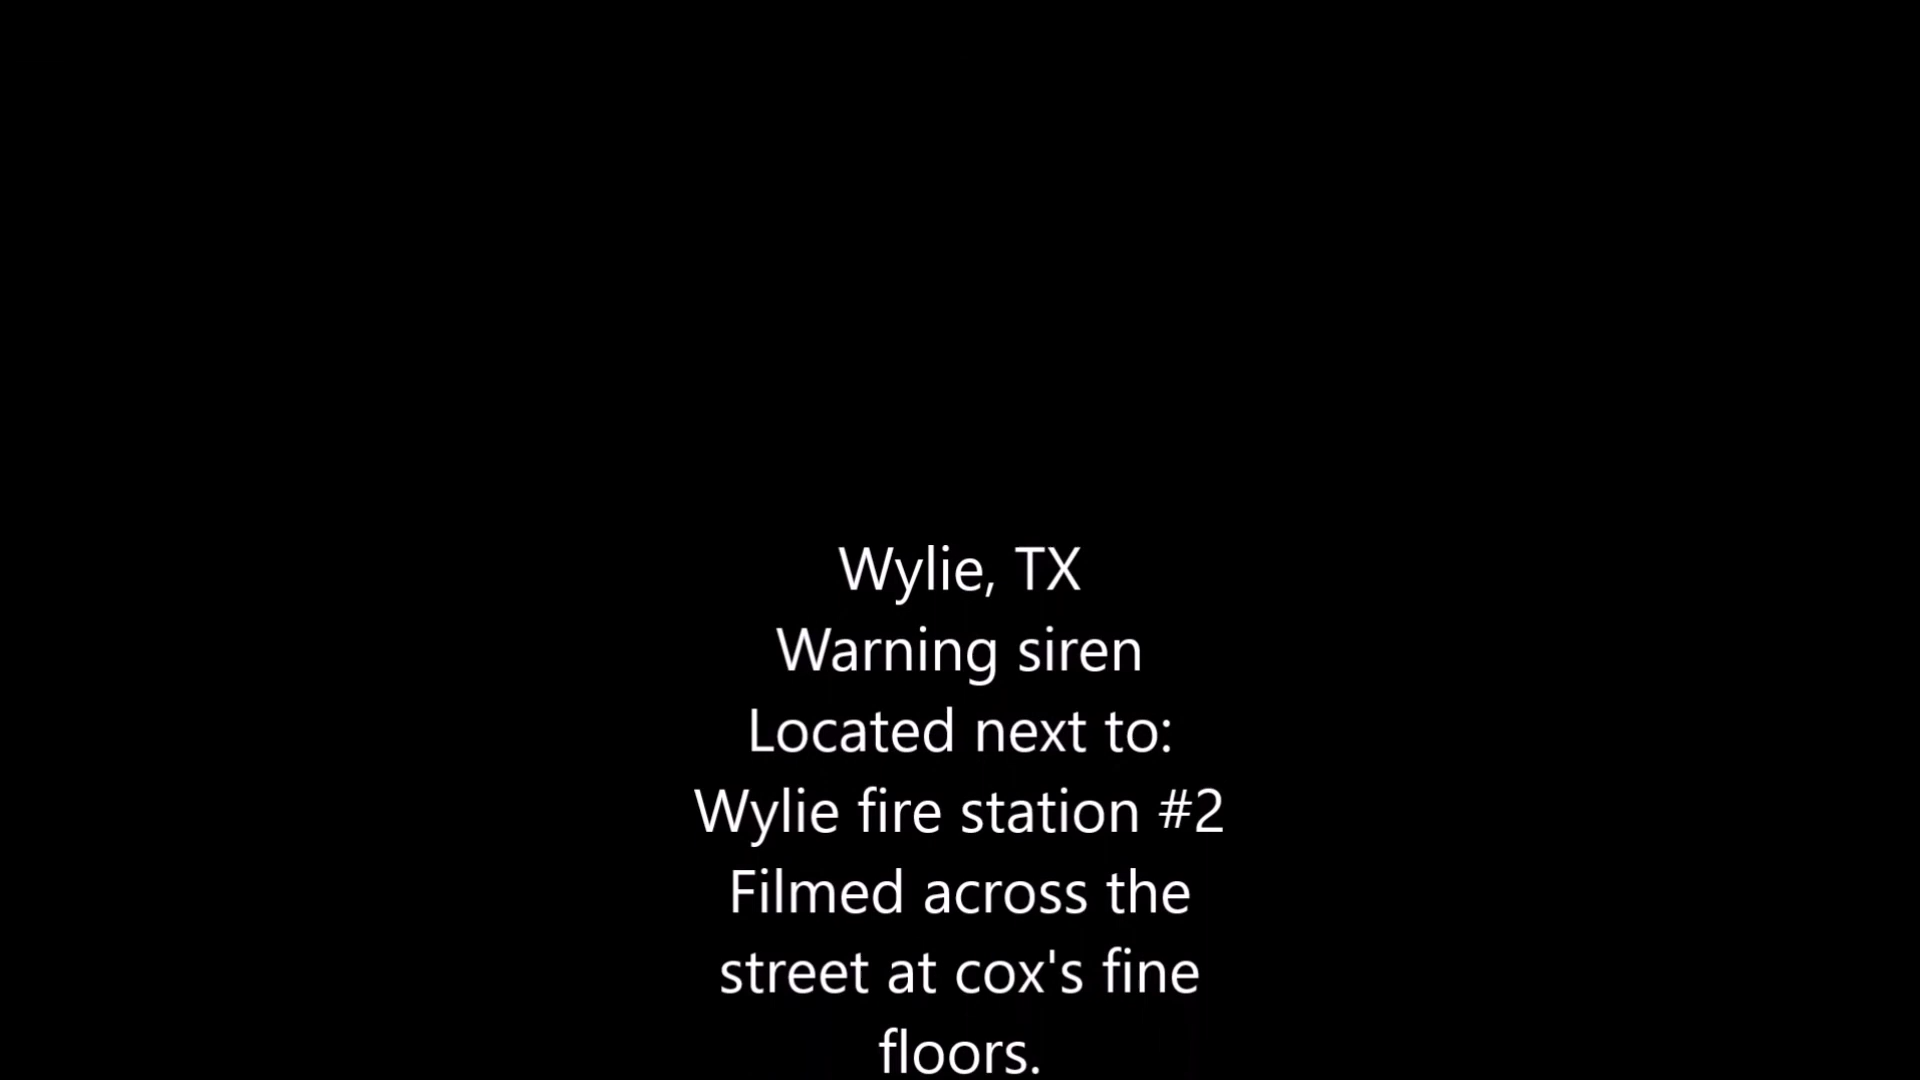 Wylie, TX
Warning siren
Located next to:
Wylie fire station #2
Filmed across the
street at cox's fine
floors.